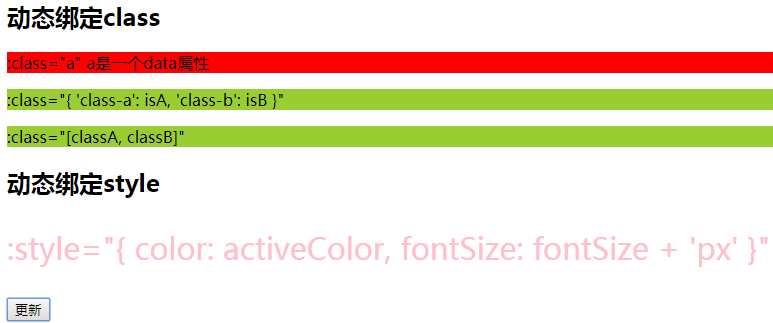 动态绑定class
:class="a" a是一个data属性
:class="{ 'class-a': isA, 'class-b': isB }"
:class="[classA, classB]"
动态绑定style
:style="{ color: activeColor, fontSize: fontSize + 'px' }"
更新